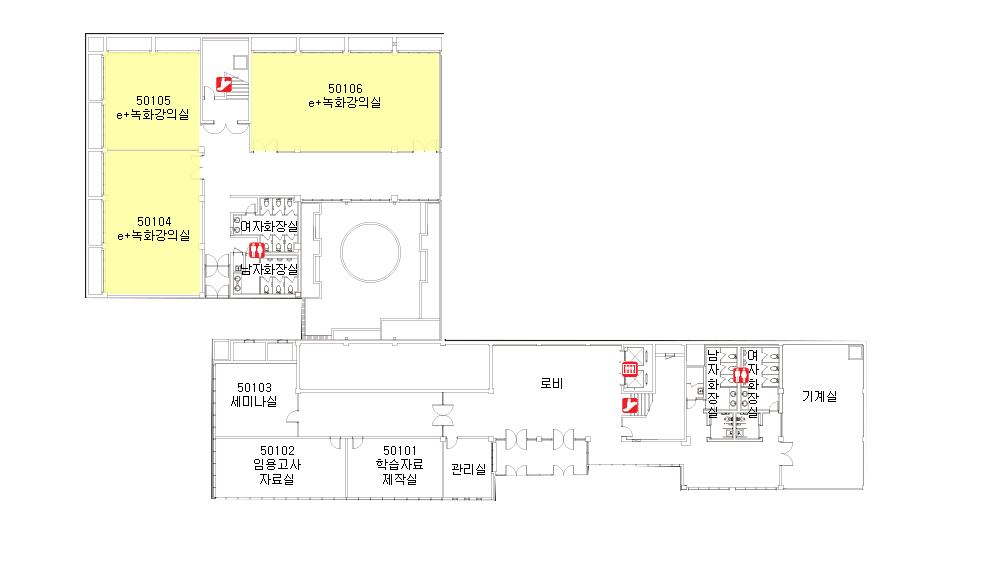 50105
e+녹화강의실
50106
e+녹화강의실
50104
e+녹화강의실
여자화장실
남자화장실
50103
세미나실
로비
남자화장실
여자화장실
기계실
50102
임용고사
자료실
50101
학습자료
제작실
관리실